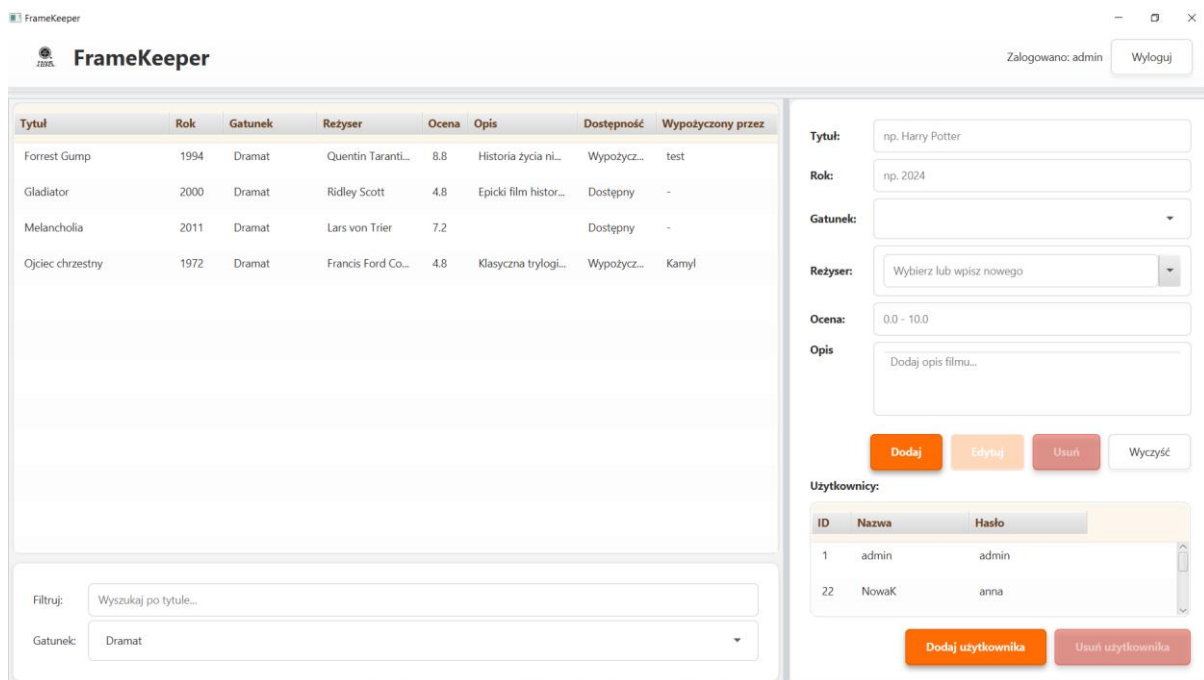 FrameKeeper
FrameKeeper
Zalogowano: admin
Wyloguj
Tytuł Rok Gatunek Reżyser Ocena Opis Dostępność Wypożyczony przez
Forrest Gump 1994 Dramat Quentin Taranti... 8.8 Historia życia ni... Wypożycz... test
Gladiator 2000 Dramat Ridley Scott 4.8 Epicki film histor... Dostępny -
Melancholia 2011 Dramat Lars von Trier 7.2 Dostępny -
Ojciec chrzestny 1972 Dramat Francis Ford Co... 4.8 Klasyczna trylogi... Wypożycz... Kamyl
Filtruj: Wyszukaj po tytule...
Gatunek: Dramat
Tytuł: np. Harry Potter
Rok: np. 2024
Gatunek:
Reżyser: Wybierz lub wpisz nowego
Ocena: 0.0 - 10.0
Opis Dodaj opis filmu...
Dodaj Edytuj Usuń Wyczyść
Użytkownicy:
ID Nazwa Hasło
1 admin admin
22 NowaK anna
Dodaj użytkownika Usuń użytkownika